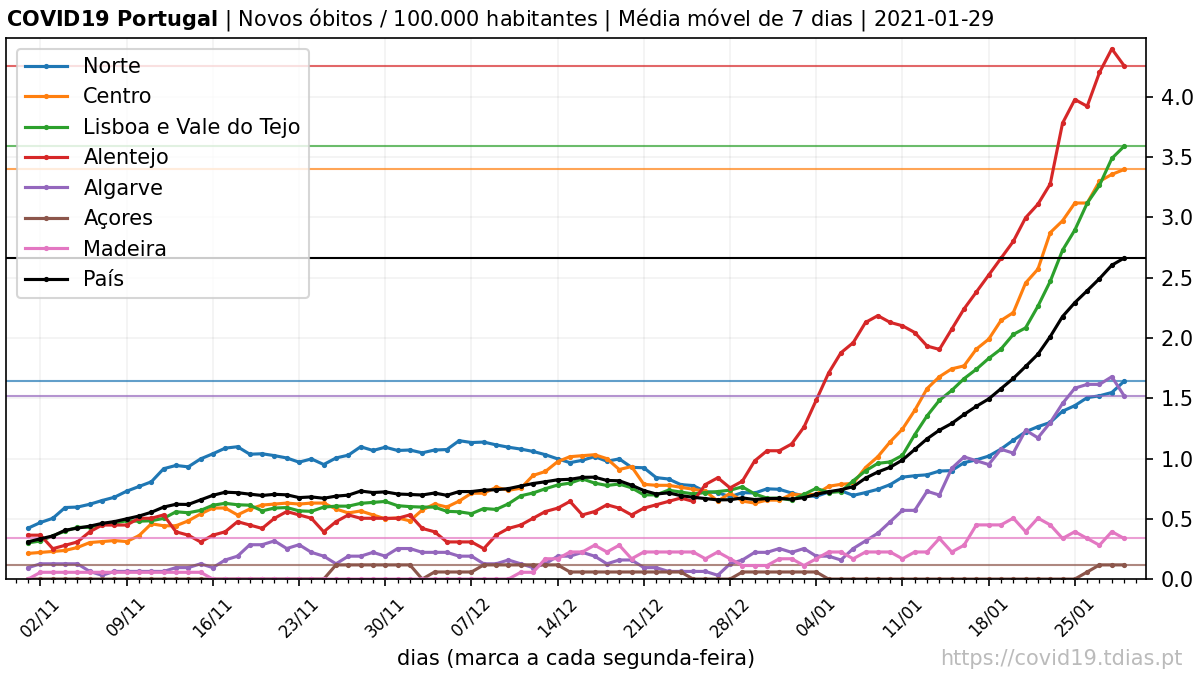 COVID19 Portugal | Novos óbitos / 100.000 habitantes | Média móvel de 7 dias | 2021-01-29
Norte
Centro
Lisboa e Vale do Tejo
Alentejo
Algarve
Açores
Madeira
País
4.0
3.5
3.0
2.5
2.0
1.5
1.0
0.5
0.0
02/11
09/11
16/11
23/11
30/11
07/12
14/12
21/12
28/12
04/01
11/01
18/01
25/01
dias (marca a cada segunda-feira)
https://covid19.tdias.pt